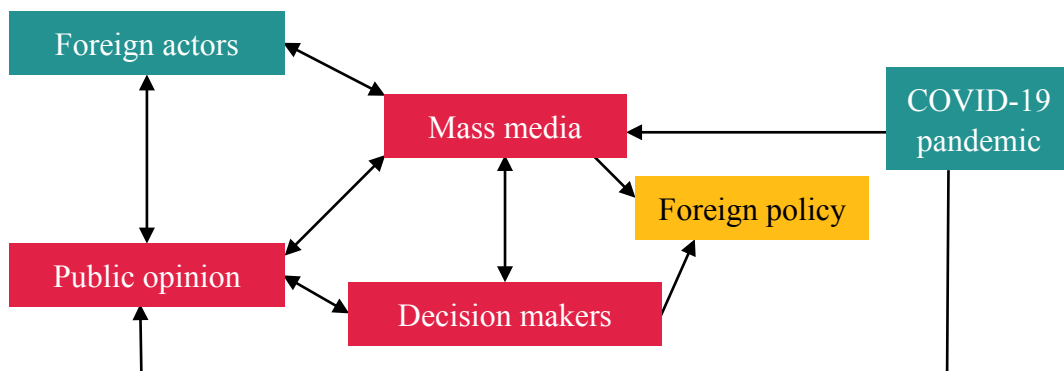 Foreign actors
Mass media
COVID-19
pandemic
Foreign policy
Public opinion
Decision makers